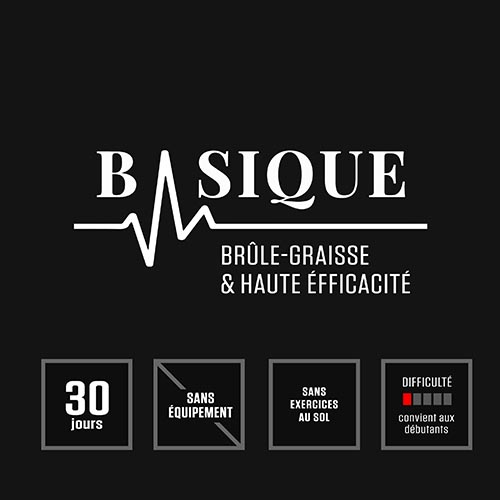 BASIQUE
BRÛLE-GRAISSE
& HAUTE ÉFFICACITÉ
30
jours
SANS
ÉQUIPEMENT
SANS
EXERCICES
AU SOL
DIFFICULTÉ
convient aux
débutants